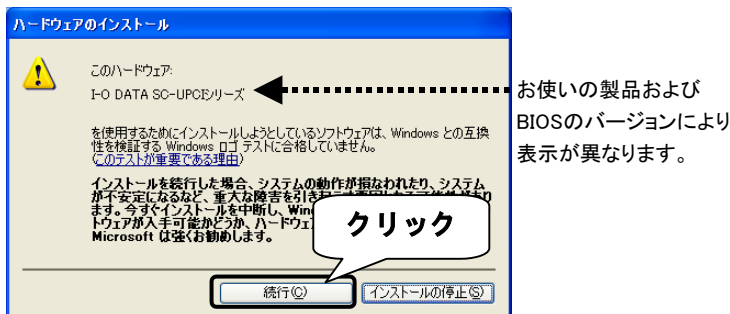 ハードウェアのインストール
このハードウェア:
I-O DATA SC-UPCIシリーズ
お使いの製品および
BIOSのバージョンにより
表示が異なります。
を使用するためにインストールしようとしているソフトウェアは、Windows との互換
性を検証する Windows ロゴ テストに合格していません。
(このテストが重要である理由)
インストールを続行した場合、システムの動作が損なわれたり、システム
が不安定になるなど、重大な障害を引き起こす
ます。今すぐインストールを中断し、
トウェアが入手可能かどうか、
Microsoft は強くお勧めします。
クリック
続行(C)
インストールの停止(S)